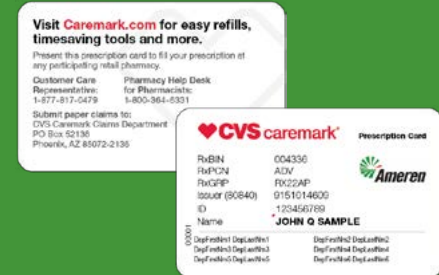 Visit Caremark.com for easy refills,
timesaving tools and more.
Present this prescription card to fill your prescription at
any participating retail pharmacy.
Customer Care Pharmacy Help Desk
Representative: for Pharmacists:
1-877-817-0479 1-800-364-6331
Submit paper claims to:
CVS Caremark Claims Department
PO Box 52136
Phoenix, AZ 85072-2136
CVS caremark® Prescription Card
RxBIN 004336
RxPCN ADV
RxGRP RX22AP
Issuer (80840) 9151014609
ID 123456789
Name JOHN Q SAMPLE
Ameren
00001
DepFirstNm1 DepLastNm1 DepFirstNm2 DepLastNm2
DepFirstNm3 DepLastNm3 DepFirstNm4 DepLastNm4
DepFirstNm5 DepLastNm5 DepFirstNm6 DepLastNm6